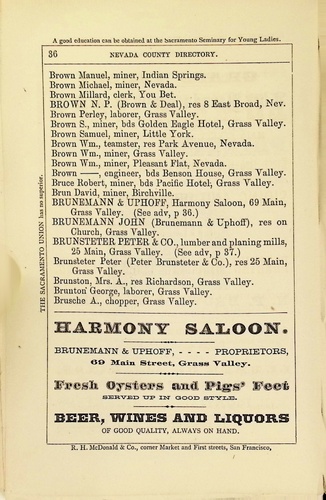 A good education can be obtained at the Sacramento Seminary for Young Ladies.
36 NEVADA COUNTY DIRECTORY.
Brown Manuel, miner, Indian Springs.
Brown Michael, miner, Nevada.
Brown Millard, clerk, You Bet.
BROWN N. P. (Brown & Deal), res 8 East Broad, Nev.
Brown Perley, laborer, Grass Valley.
Brown S., miner, bds Golden Eagle Hotel, Grass Valley.
Brown Samuel, miner, Little York.
Brown Wm., teamster, res Park Avenue, Nevada.
Brown Wm., miner, Grass Valley.
Brown Wm., miner, Pleasant Flat, Nevada.
Brown ——, engineer, bds Benson House, Grass Valley.
Bruce Robert, miner, bds Pacific Hotel, Grass Valley.
Brun David, miner, Birchville.
BRUNEMANN & UPHOFF, Harmony Saloon, 69 Main,
Grass Valley. (See adv, p 36.)
BRUNEMANN JOHN (Brunemann & Uphoff), res on
Church, Grass Valley.
BRUNSTETER PETER & CO., lumber and planing mills,
25 Main, Grass Valley. (See adv, p 37.)
Brunsteter Peter (Peter Brunsteter & Co.), res 25 Main,
Grass Valley.
Brunston, Mrs. A., res Richardson, Grass Valley.
Brunton George, laborer, Grass Valley.
Brusche A., chopper, Grass Valley.
THE SACRAMENTO UNION has no superior.
HARMONY SALOON.
BRUNEMANN & UPHOFF, - - - - PROPRIETORS,
69 Main Street, Grass Valley.
Fresh Oysters and Pigs' Feet
SERVED UP IN GOOD STYLE.
BEER, WINES AND LIQUORS
OF GOOD QUALITY, ALWAYS ON HAND.
R. H. McDonald & Co., corner Market and First streets, San Francisco,